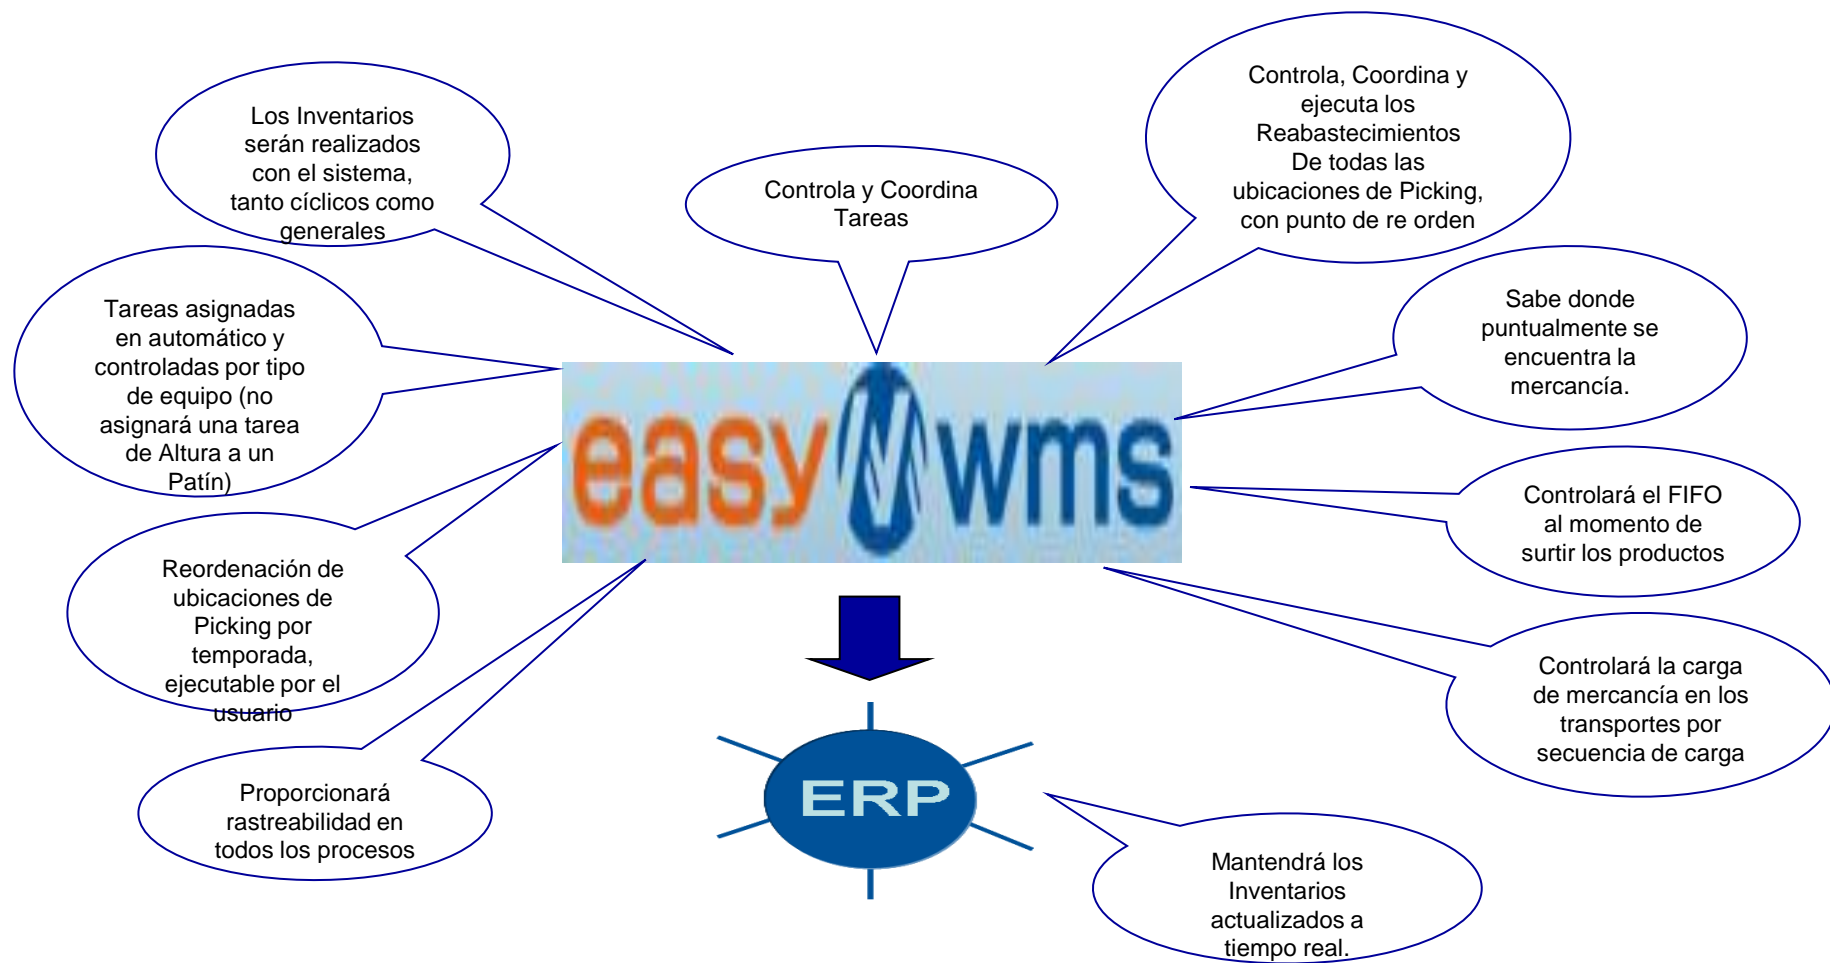 Los Inventarios
serán realizados
con el sistema,
tanto cíclicos como
generales
Controla y Coordina
Tareas
Controla, Coordina y
ejecuta los
Reabastecimientos
De todas las
ubicaciones de Picking,
con punto de re orden
Tareas asignadas
en automático y
controladas por tipo
de equipo (no
asignará una tarea
de Altura a un
Patín)
Sabe donde
puntualmente se
encuentra la
mercancía.
easy wms
Controlará el FIFO
al momento de
surtir los productos
Reordenación de
ubicaciones de
Picking por
temporada,
ejecutable por el
usuario
Controlará la carga
de mercancía en los
transportes por
secuencia de carga
Proporcionará
rastreabilidad en
todos los procesos
ERP
Mantendrá los
Inventarios
actualizados a
tiempo real.